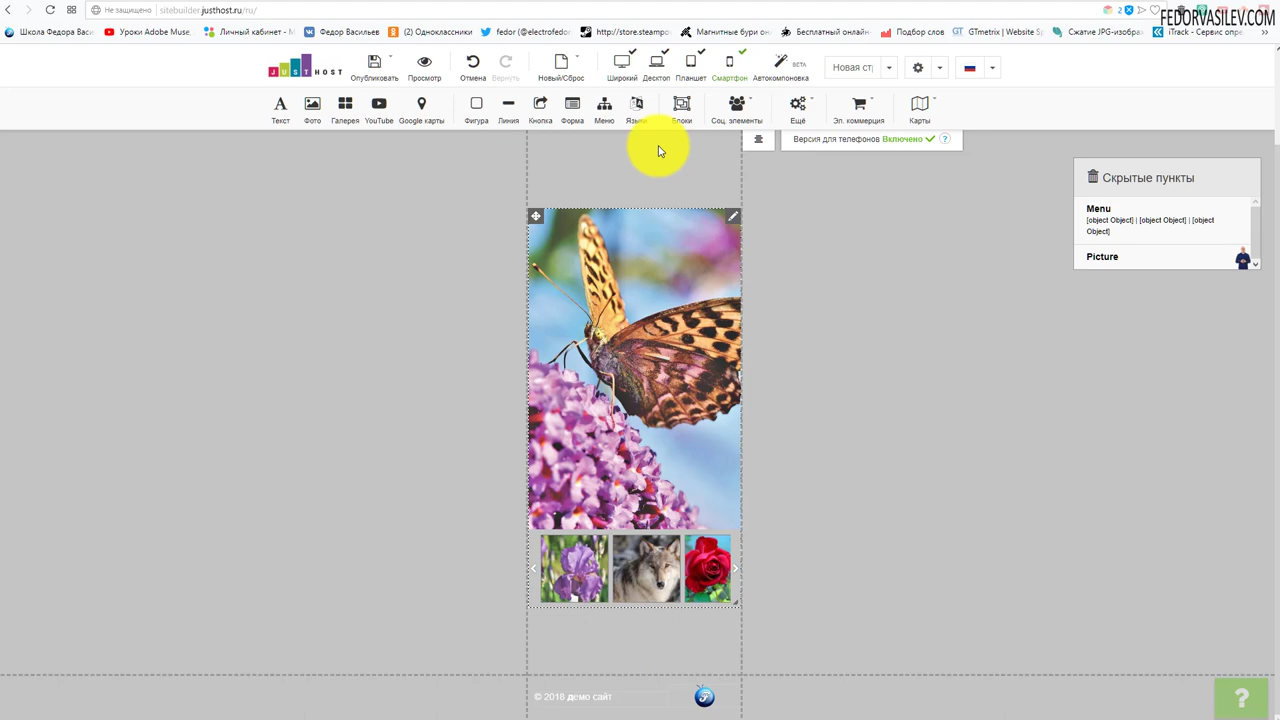 Не защищено
sitebuilder.justhost.ru/ru/
2
FEDORVASILEV.COM
Школа Федора Васи
Уроки Adobe Muse,
Личный кабинет - М
Федор Васильев
(2) Одноклассники
fedor (@electrofedor
http://store.steampo
Магнитные бури он
Бесплатный онлайн
Подбор слов
GTmetrix | Website Sp
Сжатие JPG-изобра
iTrack - Сервис опре
JUSTHOST
Опубликовать
Просмотр
Отмена
Вернуть
Новый/Сброс
Широкий
Десктоп
Планшет
Смартфон
BETA
Автокомпоновка
Новая ст
Текст
Фото
Галерея
YouTube
Google карты
Фигура
Линия
Кнопка
Форма
Меню
Языки
Блоки
Соц. элементы
Ещё
Эл. коммерция
Карты
Версия для телефонов Включено
?
Скрытые пункты
Menu
[object Object] | [object Object] | [object
Object]
Picture
© 2018 демо сайт
?